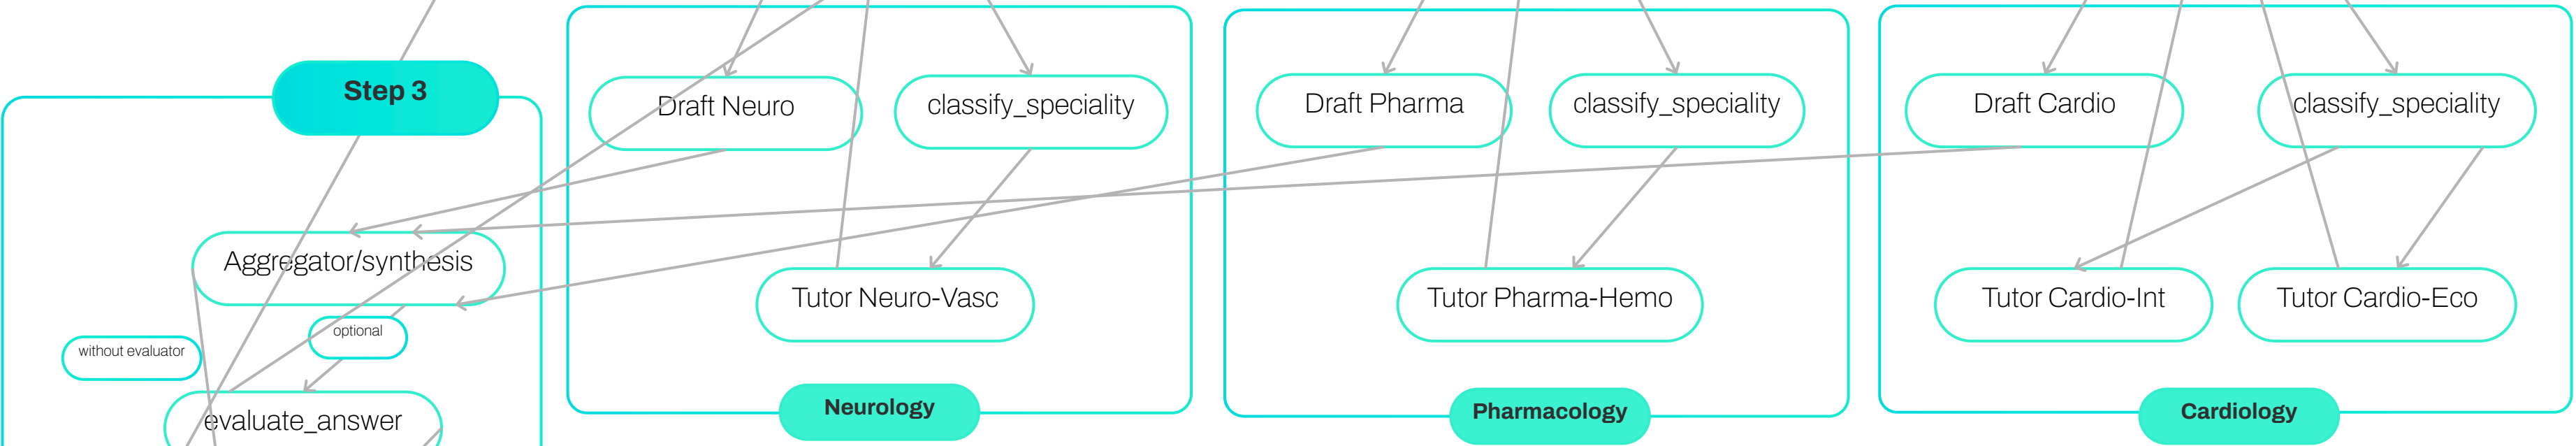 Step 3
Draft Neuro
classify_speciality
Draft Pharma
classify_speciality
Draft Cardio
classify_speciality
Aggregator/synthesis
Tutor Neuro-Vasc
Tutor Pharma-Hemo
Tutor Cardio-Int
Tutor Cardio-Eco
optional
without evaluator
evaluate_answer
Neurology
Pharmacology
Cardiology